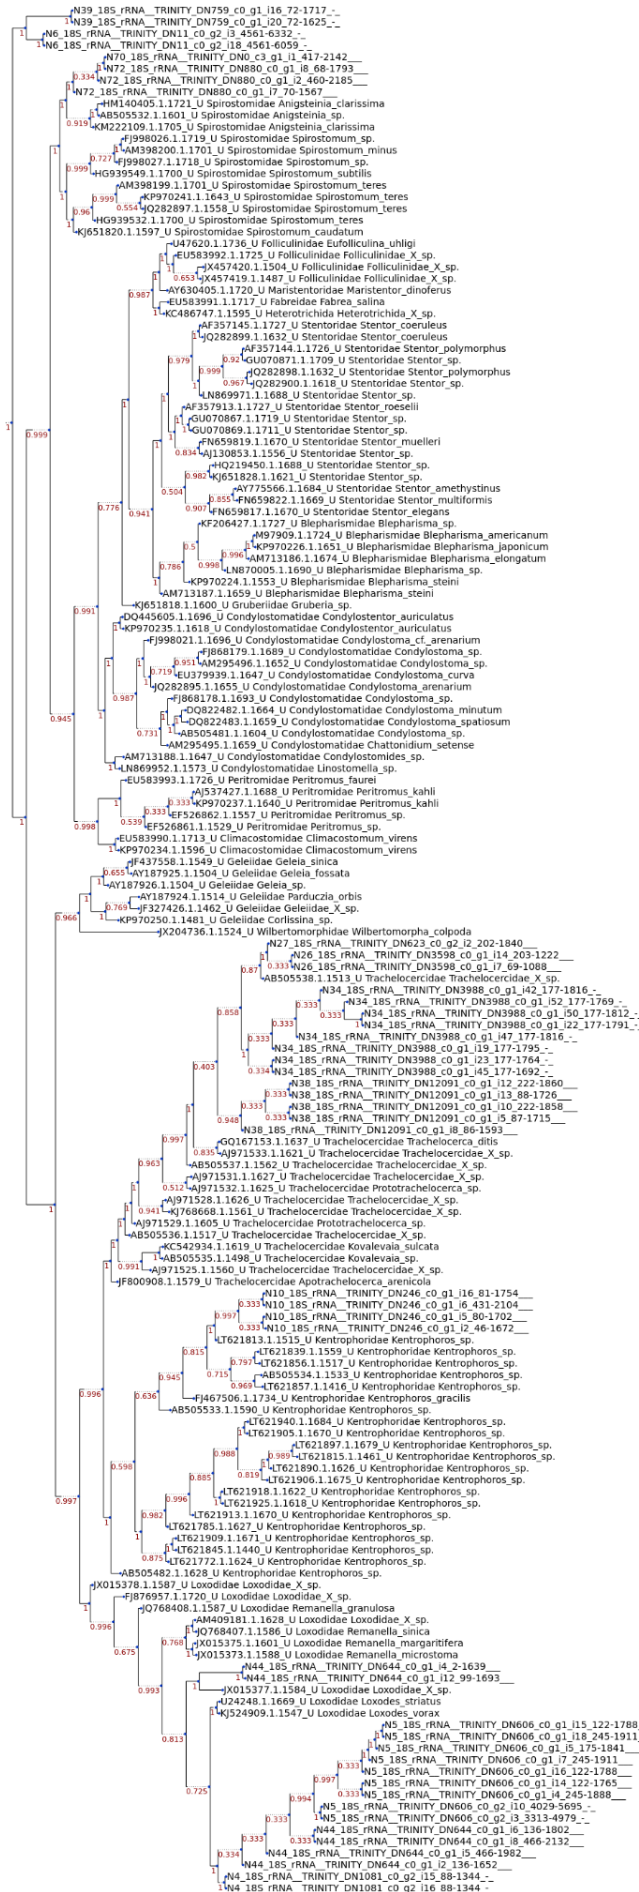 N39_18S_rRNA__TRINITY_DN759_c0_g1_i16_72-1717_-_
N39_18S_rRNA__TRINITY_DN759_c0_g1_i20_72-1625_-_
N6_18S_rRNA__TRINITY_DN11_c0_g2_i3_4561-6332_-_
N6_18S_rRNA__TRINITY_DN11_c0_g2_i18_4561-6059_-_
N70_18S_rRNA__TRINITY_DN0_c3_g1_i1_417-2142___
N72_18S_rRNA__TRINITY_DN880_c0_g1_i8_68-1793___
N72_18S_rRNA__TRINITY_DN880_c0_g1_i2_460-2185___
N72_18S_rRNA__TRINITY_DN880_c0_g1_i7_70-1567___
HM140405.1.1721_U Spirostomidae Anigsteinia_clarissima
AB505532.1.1601_U Spirostomidae Anigsteinia_sp.
KM222109.1.1705_U Spirostomidae Anigsteinia_clarissima
FJ998026.1.1719_U Spirostomidae Spirostomum_sp.
AM398200.1.1701_U Spirostomidae Spirostomum_minus
FJ998027.1.1718_U Spirostomidae Spirostomum_sp.
HG939549.1.1700_U Spirostomidae Spirostomum_subtilis
AM398199.1.1701_U Spirostomidae Spirostomum_teres
KP970241.1.1643_U Spirostomidae Spirostomum_teres
JQ282897.1.1558_U Spirostomidae Spirostomum_teres
HG939532.1.1700_U Spirostomidae Spirostomum_teres
KJ651820.1.1597_U Spirostomidae Spirostomum_caudatum
U47620.1.1736_U Folliculinidae Eufolliculina_uhligi
EU583992.1.1725_U Folliculinidae Folliculinidae_X_sp.
JX457420.1.1504_U Folliculinidae Folliculinidae_X_sp.
JX457419.1.1487_U Folliculinidae Folliculinidae_X_sp.
AY630405.1.1720_U Maristentoridae Maristentor_dinoferus
EU583991.1.1717_U Fabreidae Fabrea_salina
KC486747.1.1595_U Heterotrichida Heterotrichida_X_sp.
AF357145.1.1727_U Stentoridae Stentor_coeruleus
JQ282899.1.1632_U Stentoridae Stentor_coeruleus
AF357144.1.1726_U Stentoridae Stentor_polymorphus
GU070871.1.1709_U Stentoridae Stentor_sp.
JQ282898.1.1632_U Stentoridae Stentor_polymorphus
JQ282900.1.1618_U Stentoridae Stentor_sp.
LN869971.1.1688_U Stentoridae Stentor_sp.
AF357913.1.1727_U Stentoridae Stentor_roeselii
GU070867.1.1719_U Stentoridae Stentor_sp.
GU070869.1.1711_U Stentoridae Stentor_sp.
FN659819.1.1670_U Stentoridae Stentor_muelleri
AJ130853.1.1556_U Stentoridae Stentor_sp.
HQ219450.1.1688_U Stentoridae Stentor_sp.
KJ651828.1.1621_U Stentoridae Stentor_sp.
AY775566.1.1684_U Stentoridae Stentor_amethystinus
FN659822.1.1669_U Stentoridae Stentor_multiformis
FN659817.1.1670_U Stentoridae Stentor_elegans
KF206427.1.1727_U Blepharismidae Blepharisma_sp.
M97909.1.1724_U Blepharismidae Blepharisma_americanum
KP970226.1.1651_U Blepharismidae Blepharisma_japonicum
AM713186.1.1674_U Blepharismidae Blepharisma_elongatum
LN870005.1.1690_U Blepharismidae Blepharisma_sp.
KP970224.1.1553_U Blepharismidae Blepharisma_steini
AM713187.1.1659_U Blepharismidae Blepharisma_steini
KJ651818.1.1600_U Gruberiidae Gruberia_sp.
DQ445605.1.1696_U Condylostomatidae Condylostentor_auriculatus
KP970235.1.1618_U Condylostomatidae Condylostentor_auriculatus
FJ998021.1.1696_U Condylostomatidae Condylostoma_cf._arenarium
FJ868179.1.1689_U Condylostomatidae Condylostoma_sp.
AM295496.1.1652_U Condylostomatidae Condylostoma_sp.
EU379939.1.1647_U Condylostomatidae Condylostoma_curva
JQ282895.1.1655_U Condylostomatidae Condylostoma_arenarium
FJ868178.1.1693_U Condylostomatidae Condylostoma_sp.
DQ822482.1.1664_U Condylostomatidae Condylostoma_minutum
DQ822483.1.1659_U Condylostomatidae Condylostoma_spatiosum
AB505481.1.1604_U Condylostomatidae Condylostoma_sp.
AM295495.1.1659_U Condylostomatidae Chattonidium_setense
AM713188.1.1647_U Condylostomatidae Condylostomides_sp.
LN869952.1.1573_U Condylostomatidae Linostomella_sp.
EU583993.1.1726_U Peritromidae Peritromus_faurei
AJ537427.1.1688_U Peritromidae Peritromus_kahli
KP970237.1.1640_U Peritromidae Peritromus_kahli
EF526862.1.1557_U Peritromidae Peritromus_sp.
EF526861.1.1529_U Peritromidae Peritromus_sp.
EU583990.1.1713_U Climacostomidae Climacostomum_virens
KP970234.1.1596_U Climacostomidae Climacostomum_virens
JF437558.1.1549_U Geleiidae Geleia_sinica
AY187925.1.1504_U Geleiidae Geleia_fossata
AY187926.1.1504_U Geleiidae Geleia_sp.
AY187924.1.1514_U Geleiidae Parduczia_orbis
JF327426.1.1462_U Geleiidae Geleiidae_X_sp.
KP970250.1.1481_U Geleiidae Corlissina_sp.
JX204736.1.1524_U Wilbertomorphidae Wilbertomorpha_colpoda
N27_18S_rRNA__TRINITY_DN623_c0_g2_i2_202-1840___
N26_18S_rRNA__TRINITY_DN3598_c0_g1_i14_203-1222___
N26_18S_rRNA__TRINITY_DN3598_c0_g1_i7_69-1088___
AB505538.1.1513_U Trachelocercidae Trachelocercidae_X_sp.
N34_18S_rRNA__TRINITY_DN3988_c0_g1_i42_177-1816_-_
N34_18S_rRNA__TRINITY_DN3988_c0_g1_i52_177-1769_-_
N34_18S_rRNA__TRINITY_DN3988_c0_g1_i50_177-1812_-_
N34_18S_rRNA__TRINITY_DN3988_c0_g1_i22_177-1791_-_
N34_18S_rRNA__TRINITY_DN3988_c0_g1_i47_177-1816_-_
N34_18S_rRNA__TRINITY_DN3988_c0_g1_i19_177-1795_-_
N34_18S_rRNA__TRINITY_DN3988_c0_g1_i23_177-1764_-_
N34_18S_rRNA__TRINITY_DN3988_c0_g1_i45_177-1692_-_
N38_18S_rRNA__TRINITY_DN12091_c0_g1_i12_222-1860___
N38_18S_rRNA__TRINITY_DN12091_c0_g1_i13_88-1726___
N38_18S_rRNA__TRINITY_DN12091_c0_g1_i10_222-1858___
N38_18S_rRNA__TRINITY_DN12091_c0_g1_i5_87-1715___
N38_18S_rRNA__TRINITY_DN12091_c0_g1_i8_86-1593___
GQ167153.1.1637_U Trachelocercidae Trachelocerca_ditis
AJ971533.1.1621_U Trachelocercidae Trachelocercidae_X_sp.
AB505537.1.1562_U Trachelocercidae Trachelocercidae_X_sp.
AJ971531.1.1627_U Trachelocercidae Trachelocercidae_X_sp.
AJ971532.1.1625_U Trachelocercidae Prototrachelocerca_sp.
AJ971528.1.1626_U Trachelocercidae Trachelocercidae_X_sp.
KJ768668.1.1561_U Trachelocercidae Trachelocercidae_X_sp.
AJ971529.1.1605_U Trachelocercidae Prototrachelocerca_sp.
AB505536.1.1517_U Trachelocercidae Trachelocercidae_X_sp.
KC542934.1.1619_U Trachelocercidae Kovalevaia_sulcata
AB505535.1.1498_U Trachelocercidae Kovalevaia_sp.
AJ971525.1.1560_U Trachelocercidae Trachelocercidae_X_sp.
JF800908.1.1579_U Trachelocercidae Apotrachelocerca_arenicola
N10_18S_rRNA__TRINITY_DN246_c0_g1_i16_81-1754___
N10_18S_rRNA__TRINITY_DN246_c0_g1_i6_431-2104___
N10_18S_rRNA__TRINITY_DN246_c0_g1_i5_80-1702___
N10_18S_rRNA__TRINITY_DN246_c0_g1_i2_46-1672___
LT621813.1.1515_U Kentrophoridae Kentrophoros_sp.
LT621839.1.1559_U Kentrophoridae Kentrophoros_sp.
LT621856.1.1517_U Kentrophoridae Kentrophoros_sp.
AB505534.1.1533_U Kentrophoridae Kentrophoros_sp.
LT621857.1.1416_U Kentrophoridae Kentrophoros_sp.
FJ467506.1.1734_U Kentrophoridae Kentrophoros_gracilis
AB505533.1.1590_U Kentrophoridae Kentrophoros_sp.
LT621940.1.1684_U Kentrophoridae Kentrophoros_sp.
LT621905.1.1670_U Kentrophoridae Kentrophoros_sp.
LT621897.1.1679_U Kentrophoridae Kentrophoros_sp.
LT621815.1.1461_U Kentrophoridae Kentrophoros_sp.
LT621890.1.1626_U Kentrophoridae Kentrophoros_sp.
LT621906.1.1675_U Kentrophoridae Kentrophoros_sp.
LT621918.1.1622_U Kentrophoridae Kentrophoros_sp.
LT621925.1.1618_U Kentrophoridae Kentrophoros_sp.
LT621913.1.1670_U Kentrophoridae Kentrophoros_sp.
LT621785.1.1627_U Kentrophoridae Kentrophoros_sp.
LT621909.1.1671_U Kentrophoridae Kentrophoros_sp.
LT621845.1.1440_U Kentrophoridae Kentrophoros_sp.
LT621772.1.1624_U Kentrophoridae Kentrophoros_sp.
AB505482.1.1628_U Kentrophoridae Kentrophoros_sp.
JX015378.1.1587_U Loxodidae Loxodidae_X_sp.
FJ876957.1.1720_U Loxodidae Loxodidae_X_sp.
JQ768408.1.1587_U Loxodidae Remanella_granulosa
AM409181.1.1628_U Loxodidae Loxodidae_X_sp.
JQ768407.1.1586_U Loxodidae Remanella_sinica
JX015375.1.1601_U Loxodidae Remanella_margaritifera
JX015373.1.1588_U Loxodidae Remanella_microstoma
N44_18S_rRNA__TRINITY_DN644_c0_g1_i4_2-1639___
N44_18S_rRNA__TRINITY_DN644_c0_g1_i12_99-1693___
JX015377.1.1584_U Loxodidae Loxodidae_X_sp.
U24248.1.1669_U Loxodidae Loxodes_striatus
KJ524909.1.1547_U Loxodidae Loxodes_vorax
N5_18S_rRNA__TRINITY_DN606_c0_g1_i15_122-1788_
N5_18S_rRNA__TRINITY_DN606_c0_g1_i18_245-1911_
N5_18S_rRNA__TRINITY_DN606_c0_g1_i5_175-1841___
N5_18S_rRNA__TRINITY_DN606_c0_g1_i7_245-1911___
N5_18S_rRNA__TRINITY_DN606_c0_g1_i16_122-1788___
N5_18S_rRNA__TRINITY_DN606_c0_g1_i14_122-1765___
N5_18S_rRNA__TRINITY_DN606_c0_g1_i4_245-1888___
N5_18S_rRNA__TRINITY_DN606_c0_g2_i10_4029-5695_-_
N5_18S_rRNA__TRINITY_DN606_c0_g2_i3_3313-4979_-_
N44_18S_rRNA__TRINITY_DN644_c0_g1_i6_136-1802___
N44_18S_rRNA__TRINITY_DN644_c0_g1_i8_466-2132___
N44_18S_rRNA__TRINITY_DN644_c0_g1_i5_466-1982___
N44_18S_rRNA__TRINITY_DN644_c0_g1_i2_136-1652___
N4_18S_rRNA__TRINITY_DN1081_c0_g2_i15_88-1344_-_
N4_18S_rRNA__TRINITY_DN1081_c0_g2_i16_88-1344_-_